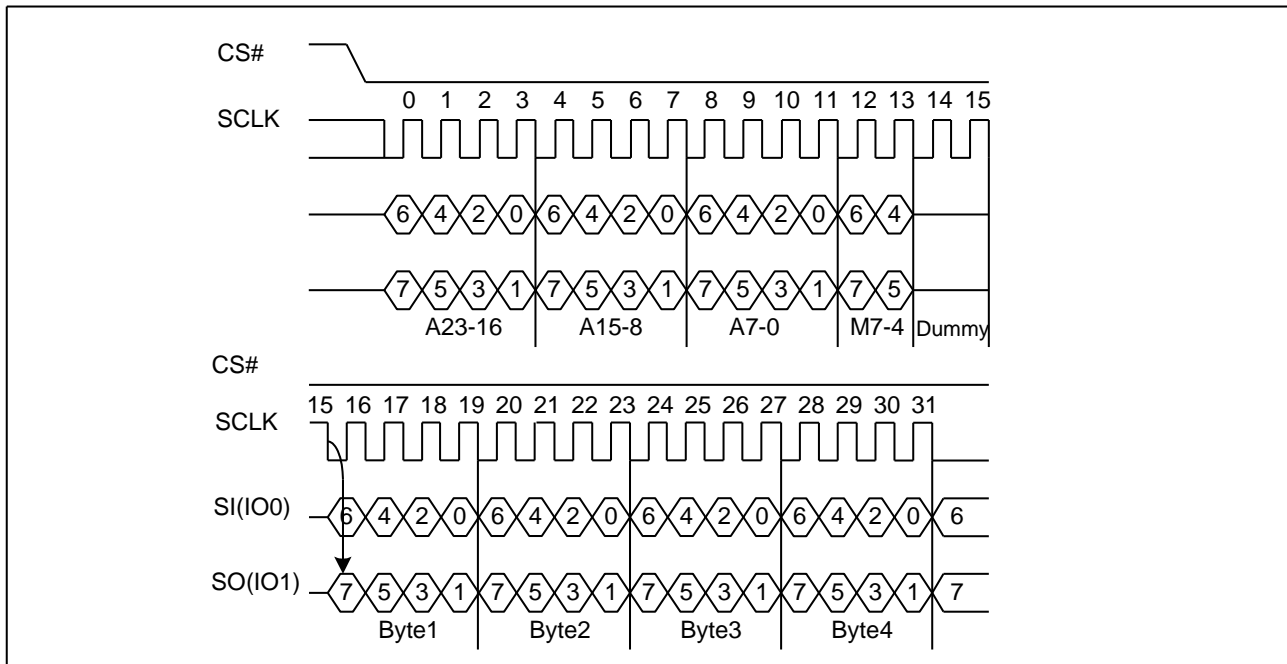 CS#
0 1 2 3 4 5 6 7 8 9 10 11 12 13 14 15
SCLK
6 4 2 0 6 4 2 0 6 4 2 0 6 4
7 5 3 1 7 5 3 1 7 5 3 1 7 5
A23-16 A15-8 A7-0 M7-4 Dummy
CS#
15 16 17 18 19 20 21 22 23 24 25 26 27 28 29 30 31
SCLK
SI(IO0) 6 4 2 0 6 4 2 0 6 4 2 0 6 4 2 0 6
SO(IO1) 7 5 3 1 7 5 3 1 7 5 3 1 7 5 3 1 7
Byte1 Byte2 Byte3 Byte4